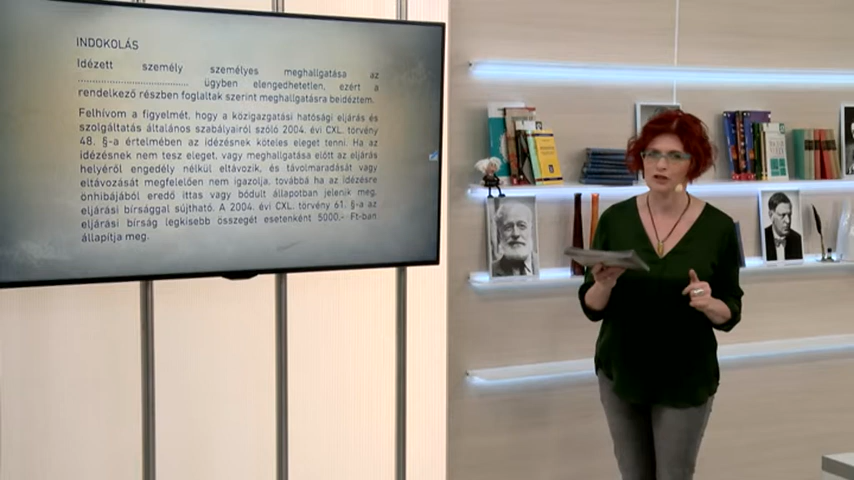 INDOKOLÁS
Idézett személy személyes meghallgatása az
................................ ügyben elengedhetetlen, ezért a
rendelkező részben foglaltak szerint meghallgatásra beidéztem.
Felhívom a figyelmét, hogy a közigazgatási hatósági eljárás és
szolgáltatás általános szabályairól szóló 2004. évi CXL. törvény
48. §-a értelmében az idézésnek köteles eleget tenni. Ha az
idézésnek nem tesz eleget, vagy meghallgatása előtt az eljárás
helyéről engedély nélkül eltávozik, és távolmaradását vagy
eltávozását megfelelően nem igazolja, továbbá ha az idézésre
önhibájából eredő ittas vagy bódult állapotban jelenik meg,
eljárási bírsággal sújtható. A 2004. évi CXL. törvény 61. §-a az
eljárási bírság legkisebb összegét esetenként 5000,- Ft-ban
állapítja meg.